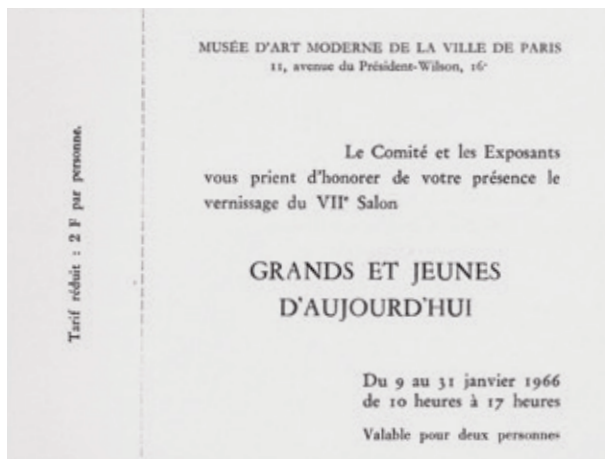 MUSÉE D'ART MODERNE DE LA VILLE DE PARIS
11, avenue du Président-Wilson, 16ᵉ
Le Comité et les Exposants
vous prient d'honorer de votre présence le
vernissage du VIIᵉ Salon
GRANDS ET JEUNES
D'AUJOURD'HUI
Du 9 au 31 janvier 1966
de 10 heures à 17 heures
Valable pour deux personnes
Tarif réduit : 2 F par personne.